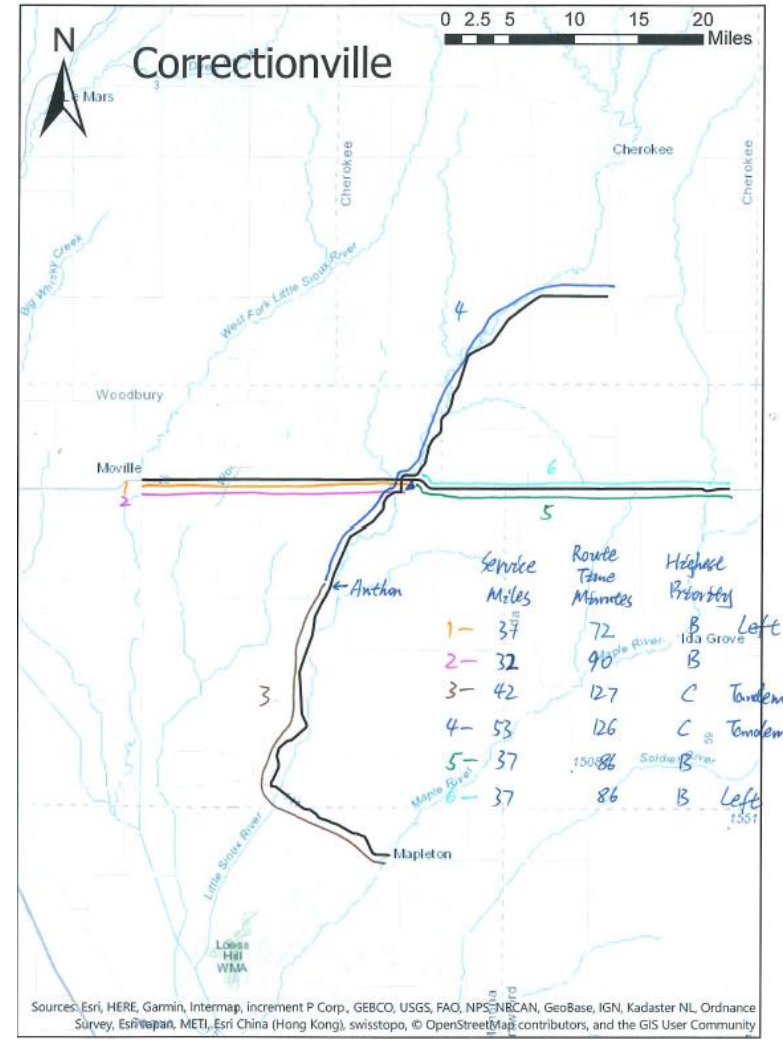 0 2.5 5 10 15 20
Miles
N
Correctionville
Le Mars
3
Cherokee
Cherokee
Cherokee
Big Whisky Creek
West Fork Little Sioux River
4
Woodbury
Moville
1
2
6
5
Anthon
3
Service Miles Route Time Minutes Highest Priority
1- 37 72 B Left
2- 32 90 B
3- 42 127 C Tandem
4- 53 126 C Tandem
5- 37 86 B
6- 37 86 B Left
Ida Grove
Maple River
59
Soldier River
Maple River
1551
Little Sioux River
Mapleton
Loess
Hill
WMA
Sources: Esri, HERE, Garmin, Intermap, increment P Corp., GEBCO, USGS, FAO, NPS, NRCAN, GeoBase, IGN, Kadaster NL, Ordnance
Survey, Esri Japan, METI, Esri China (Hong Kong), swisstopo, © OpenStreetMap contributors, and the GIS User Community